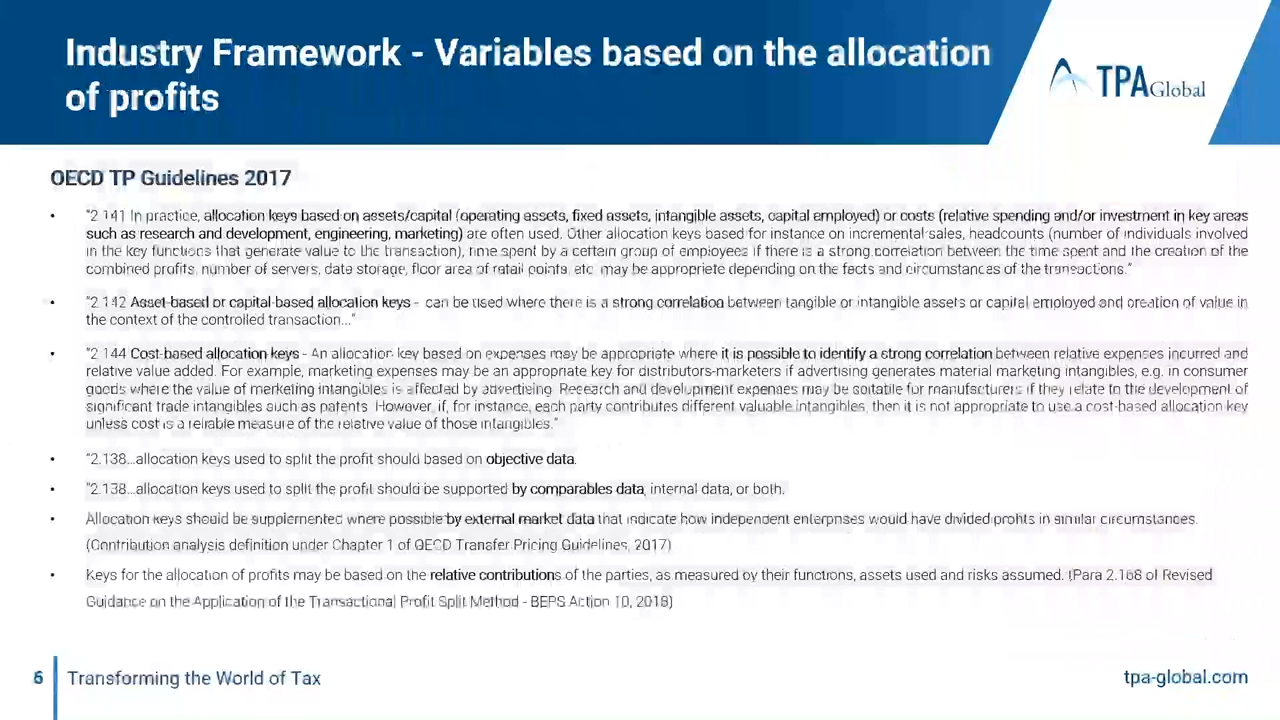 Industry Framework - Variables based on the allocation
of profits
TPA Global
OECD TP Guidelines 2017
• "2.141 In practice, allocation keys based on assets/capital (operating assets, fixed assets, intangible assets, capital employed) or costs (relative spending and/or investment in key areas
such as research and development, engineering, marketing) are often used. Other allocation keys based for instance on incremental sales, headcounts (number of individuals involved
in the key functions that generate value to the transaction), time spent by a certain group of employees if there is a strong correlation between the time spent and the creation of the
combined profits, number of servers, data storage, floor area of retail points, etc. may be appropriate depending on the facts and circumstances of the transactions."
• "2.142 Asset-based or capital-based allocation keys - can be used where there is a strong correlation between tangible or intangible assets or capital employed and creation of value in
the context of the controlled transaction..."
• "2.144 Cost-based allocation keys - An allocation key based on expenses may be appropriate where it is possible to identify a strong correlation between relative expenses incurred and
relative value added. For example, marketing expenses may be an appropriate key for distributors-marketers if advertising generates material marketing intangibles, e.g. in consumer
goods where the value of marketing intangibles is affected by advertising. Research and development expenses may be suitable for manufacturers if they relate to the development of
significant trade intangibles such as patents. However, if, for instance, each party contributes different valuable intangibles, then it is not appropriate to use a cost-based allocation key
unless cost is a reliable measure of the relative value of those intangibles."
• "2.138...allocation keys used to split the profit should based on objective data.
• "2.138...allocation keys used to split the profit should be supported by comparables data, internal data, or both.
• Allocation keys should be supplemented where possible by external market data that indicate how independent enterprises would have divided profits in similar circumstances.
(Contribution analysis definition under Chapter 1 of OECD Transfer Pricing Guidelines, 2017)
• Keys for the allocation of profits may be based on the relative contributions of the parties, as measured by their functions, assets used and risks assumed. (Para 2.168 of Revised
Guidance on the Application of the Transactional Profit Split Method - BEPS Action 10, 2018)
6 Transforming the World of Tax
tpa-global.com